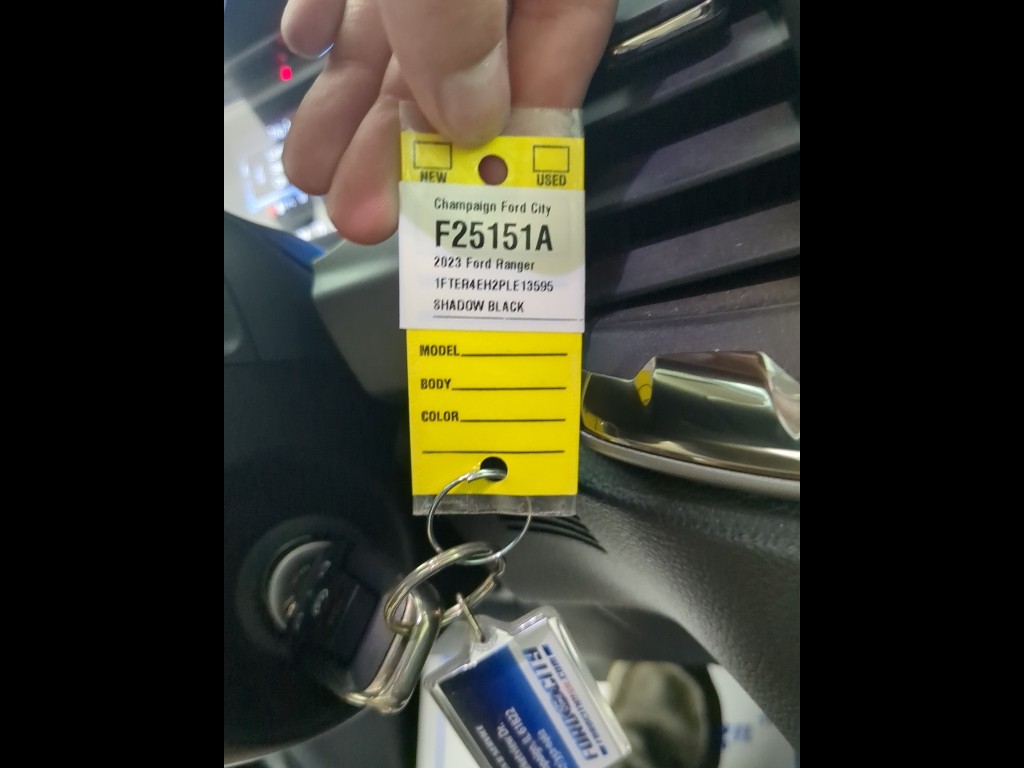 NEW USED
Champaign Ford City
F25151A
2023 Ford Ranger
1FTER4EH2PLE13595
SHADOW BLACK
MODEL
BODY
COLOR